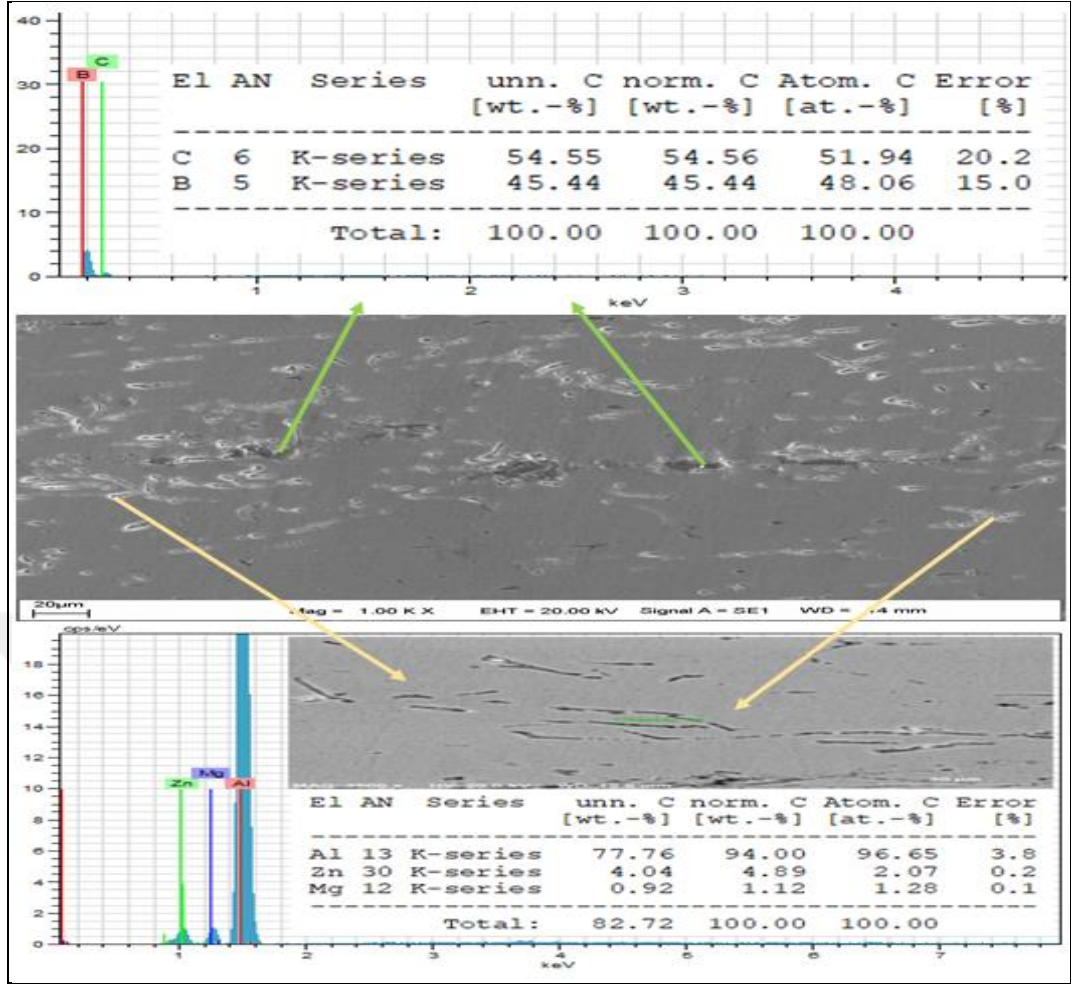 40
C
B
30
20
10
0
El AN Series unn. C norm. C Atom. C Error
[wt.-%] [wt.-%] [at.-%] [%]
C 6 K-series 54.55 54.56 51.94 20.2
B 5 K-series 45.44 45.44 48.06 15.0
Total: 100.00 100.00 100.00
1 2 3 4
keV
20µm
Mag = 1.00 K X EHT = 20.00 kV Signal A = SE1 WD = 14 mm
cps/eV
18
16
14
12
10
8
6
4
2
0
Zn Mg Al
El AN Series unn. C norm. C Atom. C Error
[wt.-%] [wt.-%] [at.-%] [%]
Al 13 K-series 77.76 94.00 96.65 3.8
Zn 30 K-series 4.04 4.89 2.07 0.2
Mg 12 K-series 0.92 1.12 1.28 0.1
Total: 82.72 100.00 100.00
1 2 3 4 5 6 7
keV